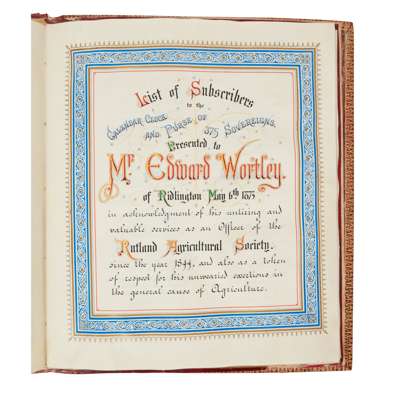 List of Subscribers
to the
Calendar Clock
and Purse of 375 Sovereigns.
Presented to
Mr. Edward Wortley.
of Ridlington May 6th 1875
in acknowledgment of his untiring and
valuable services as an Officer of the
Rutland Agricultural Society.
since the year 1844, and also as a token
of respect for his unwearied exertions in
the general cause of Agriculture.